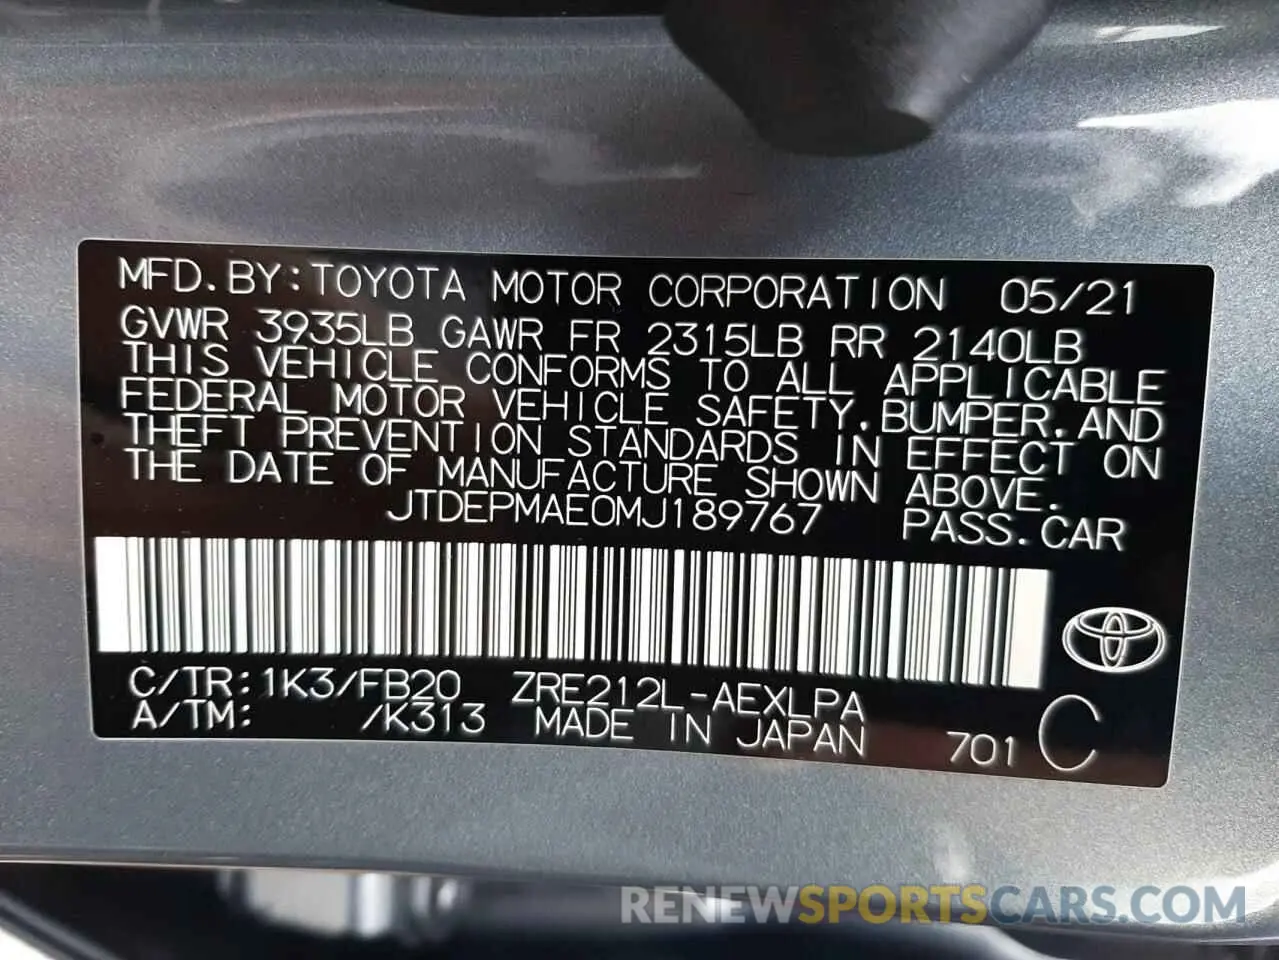 MFD.BY:TOYOTA MOTOR CORPORATION 05/21
GVWR 3935LB GAWR FR 2315LB RR 2140LB
THIS VEHICLE CONFORMS TO ALL APPLICABLE
FEDERAL MOTOR VEHICLE SAFETY,BUMPER,AND
THEFT PREVENTION STANDARDS IN EFFECT ON
THE DATE OF MANUFACTURE SHOWN ABOVE.
JTDEPMAE0MJ189767 PASS.CAR
C/TR:1K3/FB20 ZRE212L-AEXLPA
A/TM: /K313 MADE IN JAPAN 701 C
RENEWSPORTSCARS.COM